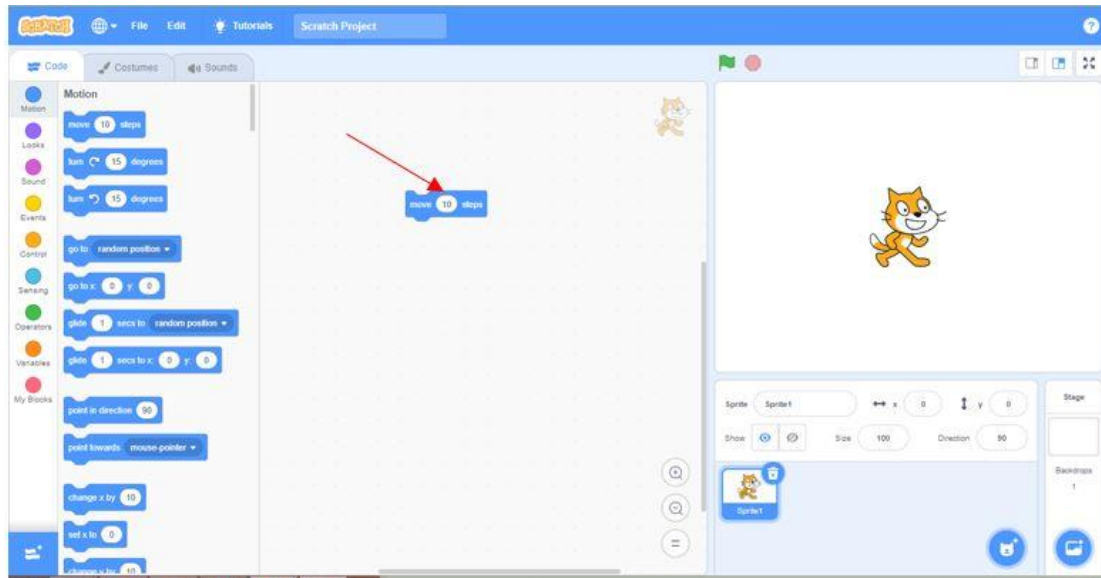 SCRATCH File Edit Tutorials Scratch Project ?
Code Costumes Sounds
Motion
Looks
Sound
Events
Control
Sensing
Operators
Variables
My Blocks
Motion
move 10 steps
turn 15 degrees
turn 15 degrees
go to random position
go to x: 0 y: 0
glide 1 secs to random position
glide 1 secs to x: 0 y: 0
point in direction 90
point towards mouse-pointer
change x by 10
set x to 0
change y by 10
move 10 steps
Sprite Sprite1 x 0 y 0
Show Size 100 Direction 90
Sprite1
Stage
Backdrops
1